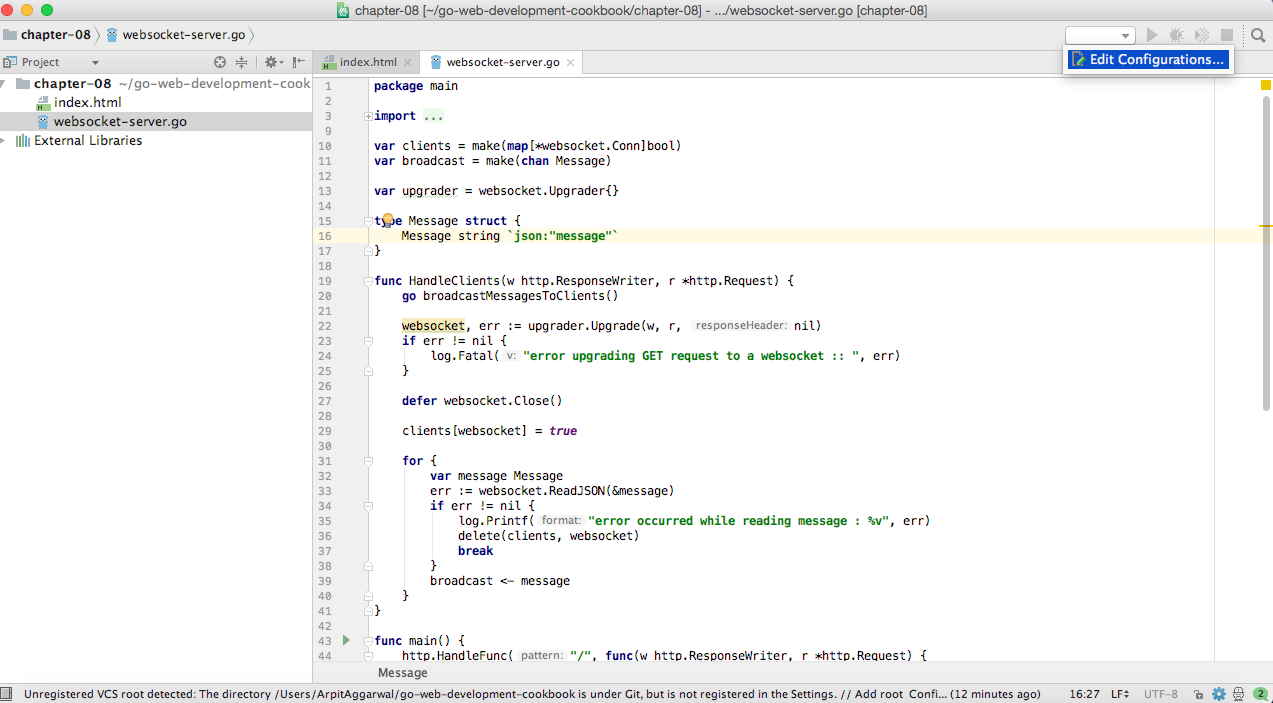 chapter-08 [~/go-web-development-cookbook/chapter-08] - .../websocket-server.go [chapter-08]
chapter-08 websocket-server.go
Edit Configurations...
Project
index.html websocket-server.go
chapter-08 ~/go-web-development-cook
index.html
websocket-server.go
External Libraries
1 package main
2
3 import ...
9
10 var clients = make(map[*websocket.Conn]bool)
11 var broadcast = make(chan Message)
12
13 var upgrader = websocket.Upgrader{}
14
15 type Message struct {
16 Message string `json:"message"`
17 }
18
19 func HandleClients(w http.ResponseWriter, r *http.Request) {
20 go broadcastMessagesToClients()
21
22 websocket, err := upgrader.Upgrade(w, r, responseHeader: nil)
23 if err != nil {
24 log.Fatal( v: "error upgrading GET request to a websocket :: ", err)
25 }
26
27 defer websocket.Close()
28
29 clients[websocket] = true
30
31 for {
32 var message Message
33 err := websocket.ReadJSON(&message)
34 if err != nil {
35 log.Printf( format: "error occurred while reading message : %v", err)
36 delete(clients, websocket)
37 break
38 }
39 broadcast <- message
40 }
41 }
42
43 func main() {
44 http.HandleFunc( pattern: "/", func(w http.ResponseWriter, r *http.Request) {
Message
Unregistered VCS root detected: The directory /Users/ArpitAggarwal/go-web-development-cookbook is under Git, but is not registered in the Settings. // Add root Confi... (12 minutes ago) 16:27 LF UTF-8 2